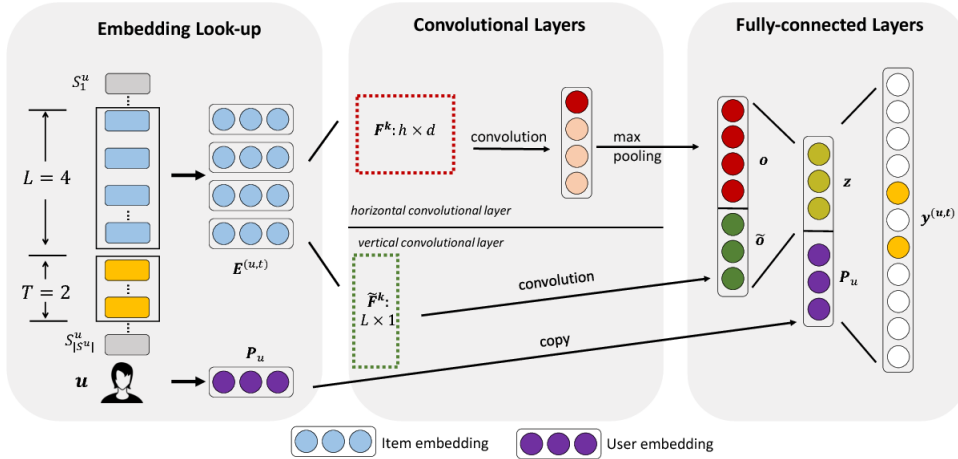 Embedding Look-up
Convolutional Layers
Fully-connected Layers
S₁ᵘ
L = 4
T = 2
Sᵘ|Sᵘ|
u
E⁽ᵘ,ᵗ⁾
Pᵤ
Fᵏ: h × d
convolution
max
pooling
horizontal convolutional layer
vertical convolutional layer
F̃ᵏ:
L × 1
convolution
copy
o
õ
z
Pᵤ
y⁽ᵘ,ᵗ⁾
Item embedding
User embedding